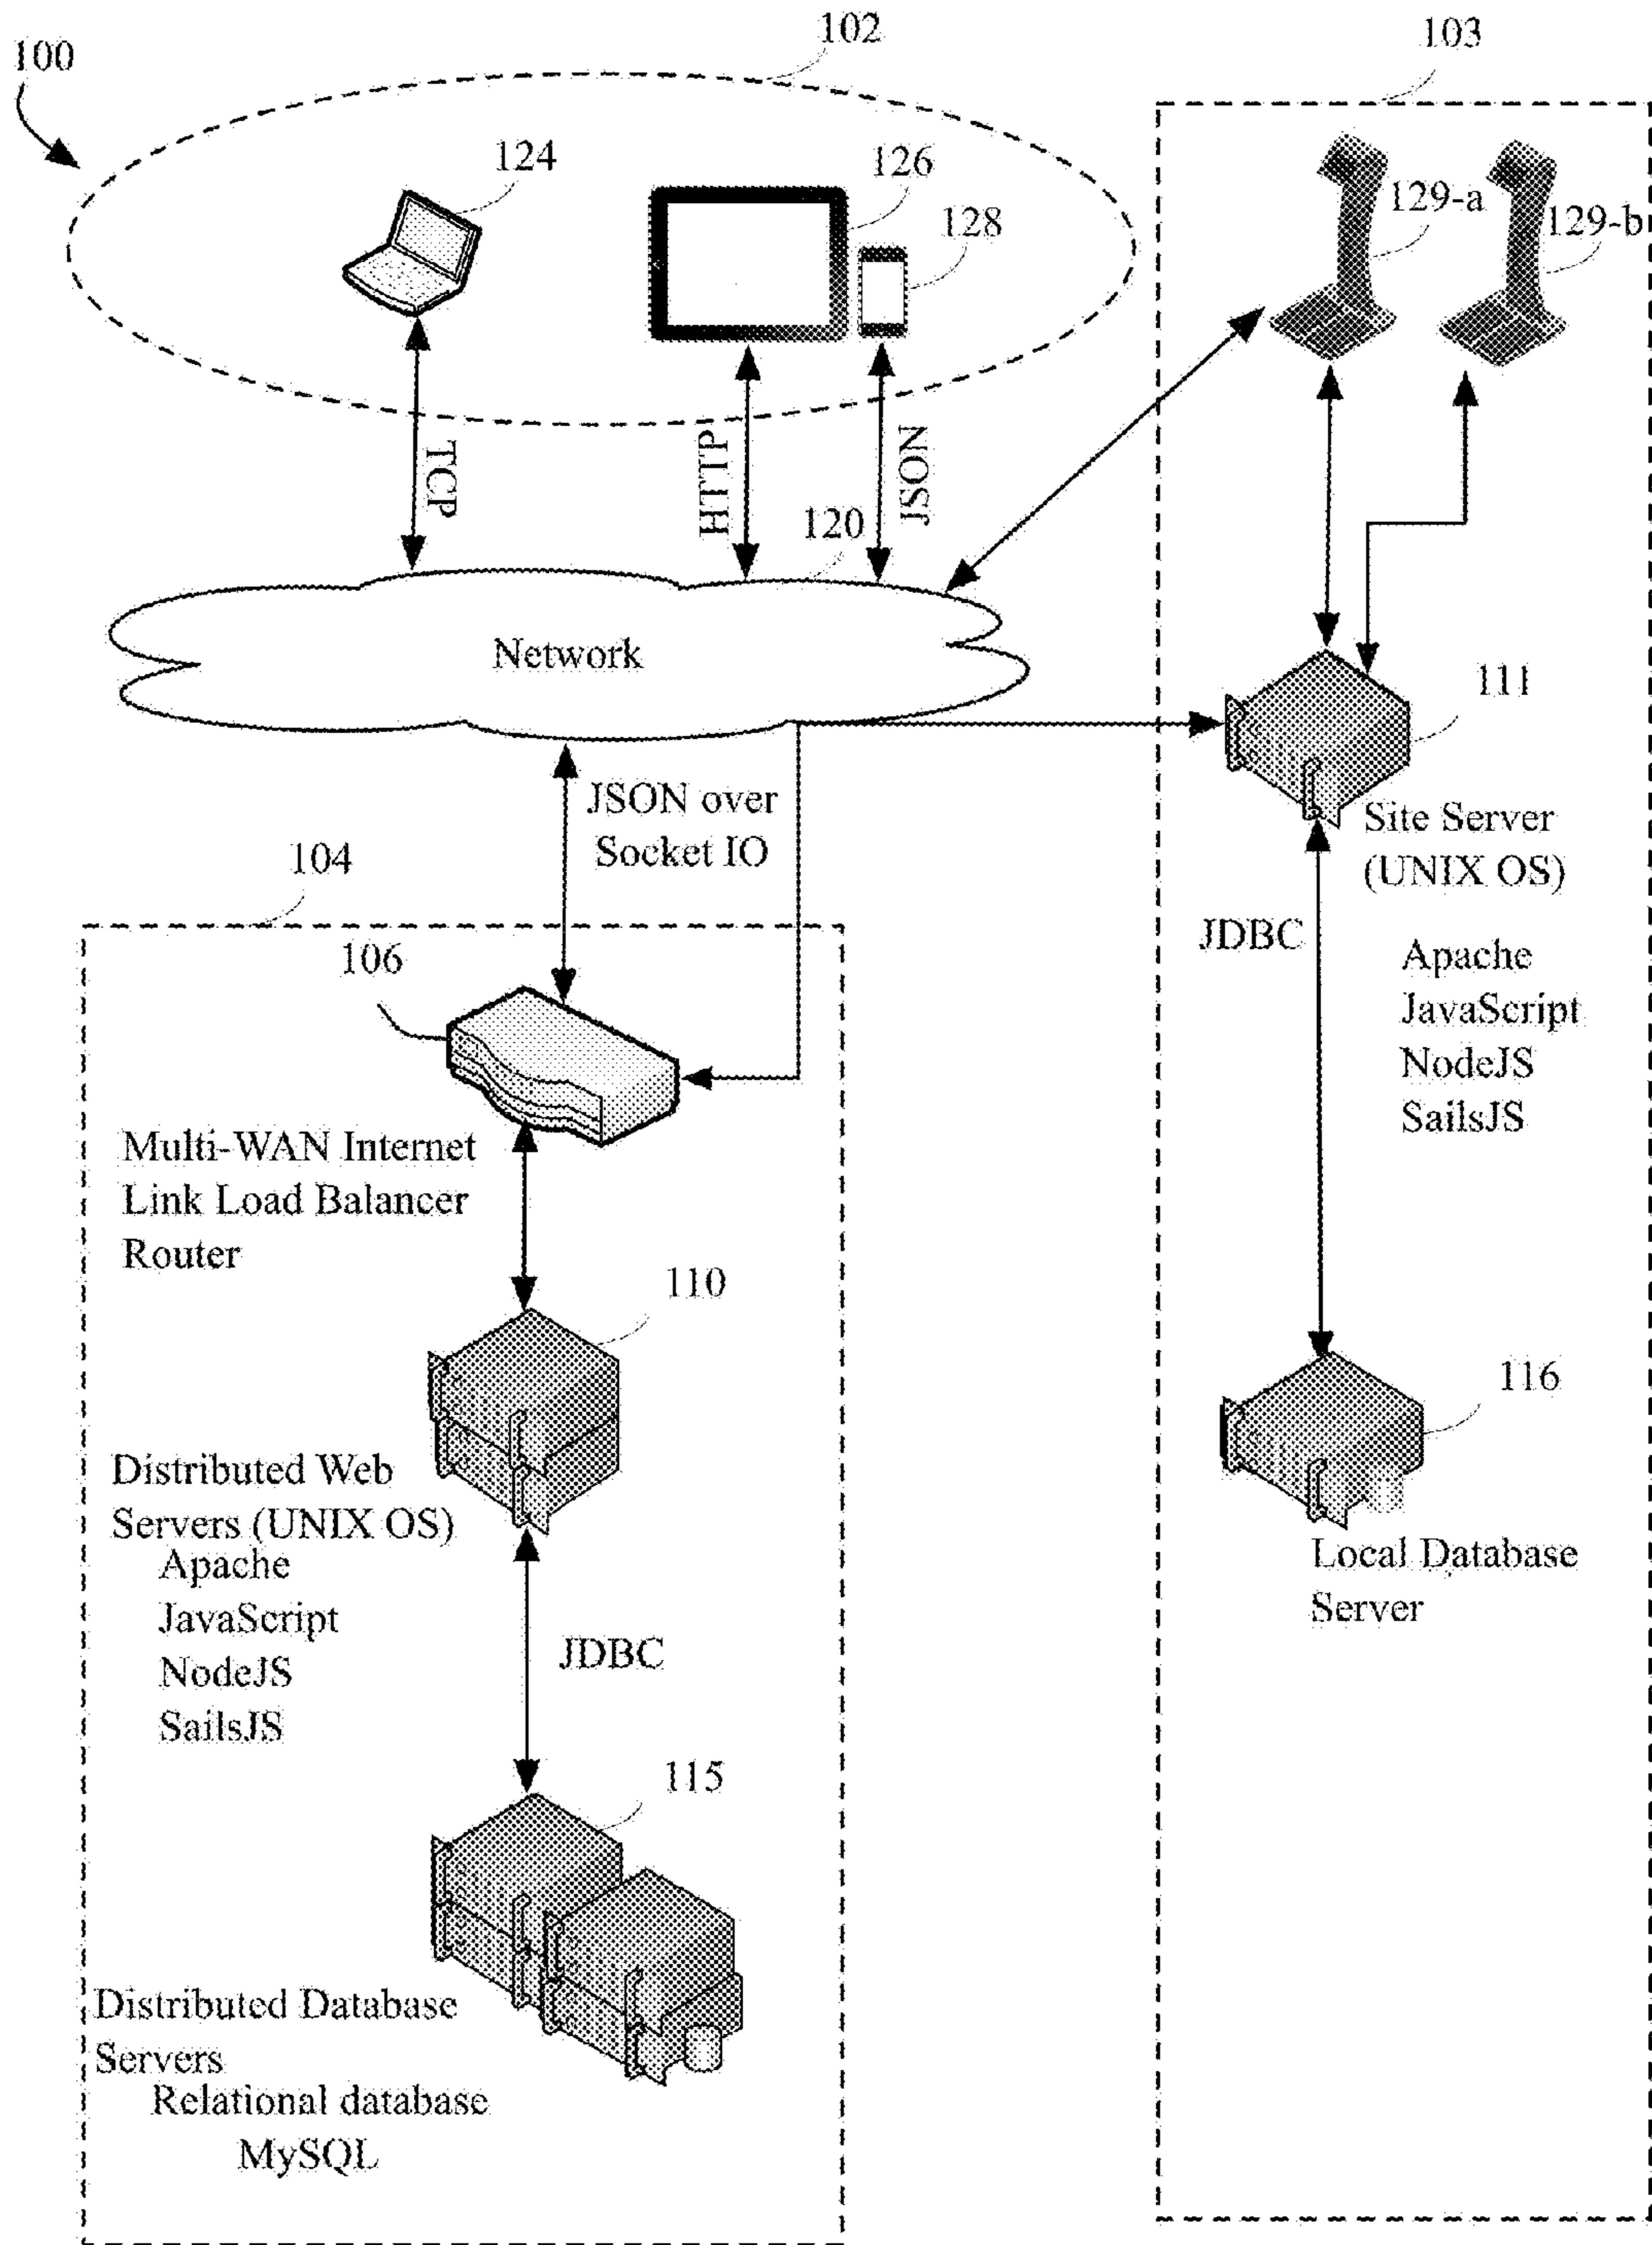 100
102
103
124
126
128
129-a
129-b
TCP
HTTP
JSON
120
Network
111
JSON over
Socket IO
Site Server
(UNIX OS)
104
JDBC
106
Apache
JavaScript
NodeJS
SailsJS
Multi-WAN Internet
Link Load Balancer
Router
110
116
Distributed Web
Servers (UNIX OS)
Apache
JavaScript
NodeJS
SailsJS
Local Database
Server
JDBC
115
Distributed Database
Servers
Relational database
MySQL